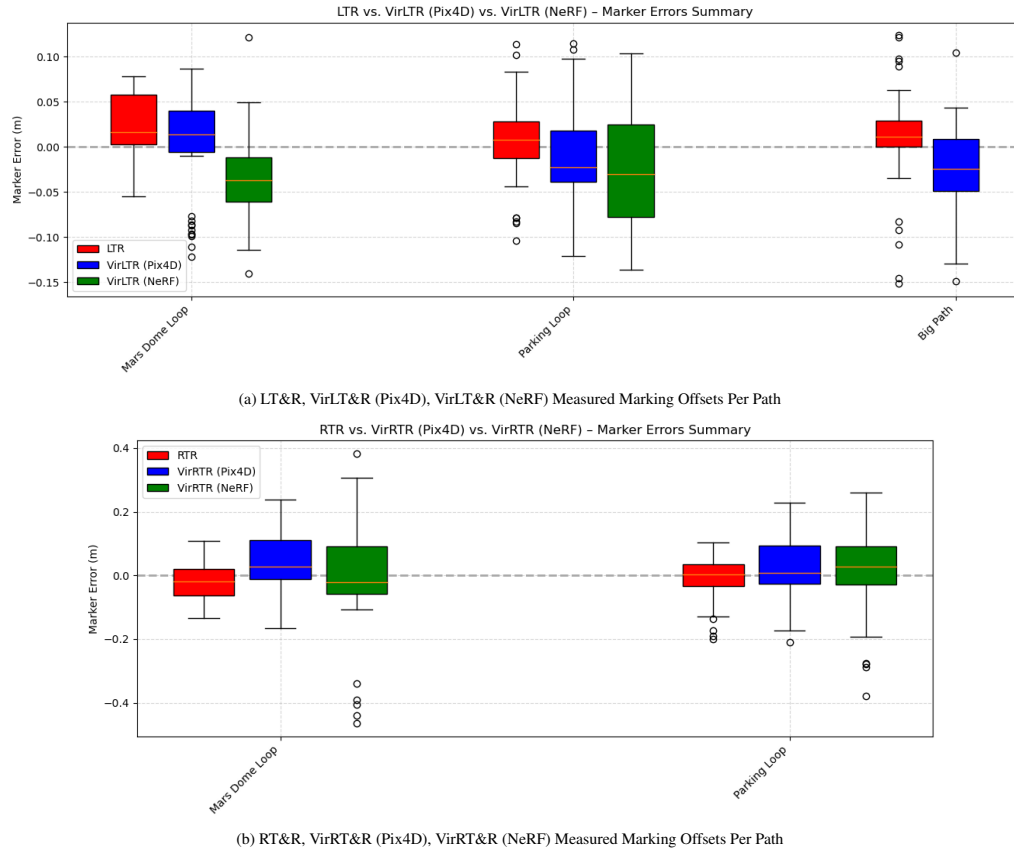 LTR vs. VirLTR (Pix4D) vs. VirLTR (NeRF) – Marker Errors Summary
Marker Error (m)
0.10
0.05
0.00
−0.05
−0.10
−0.15
LTR
VirLTR (Pix4D)
VirLTR (NeRF)
Mars Dome Loop
Parking Loop
Big Path
(a) LT&R, VirLT&R (Pix4D), VirLT&R (NeRF) Measured Marking Offsets Per Path
RTR vs. VirRTR (Pix4D) vs. VirRTR (NeRF) – Marker Errors Summary
Marker Error (m)
0.4
0.2
0.0
−0.2
−0.4
RTR
VirRTR (Pix4D)
VirRTR (NeRF)
Mars Dome Loop
Parking Loop
(b) RT&R, VirRT&R (Pix4D), VirRT&R (NeRF) Measured Marking Offsets Per Path